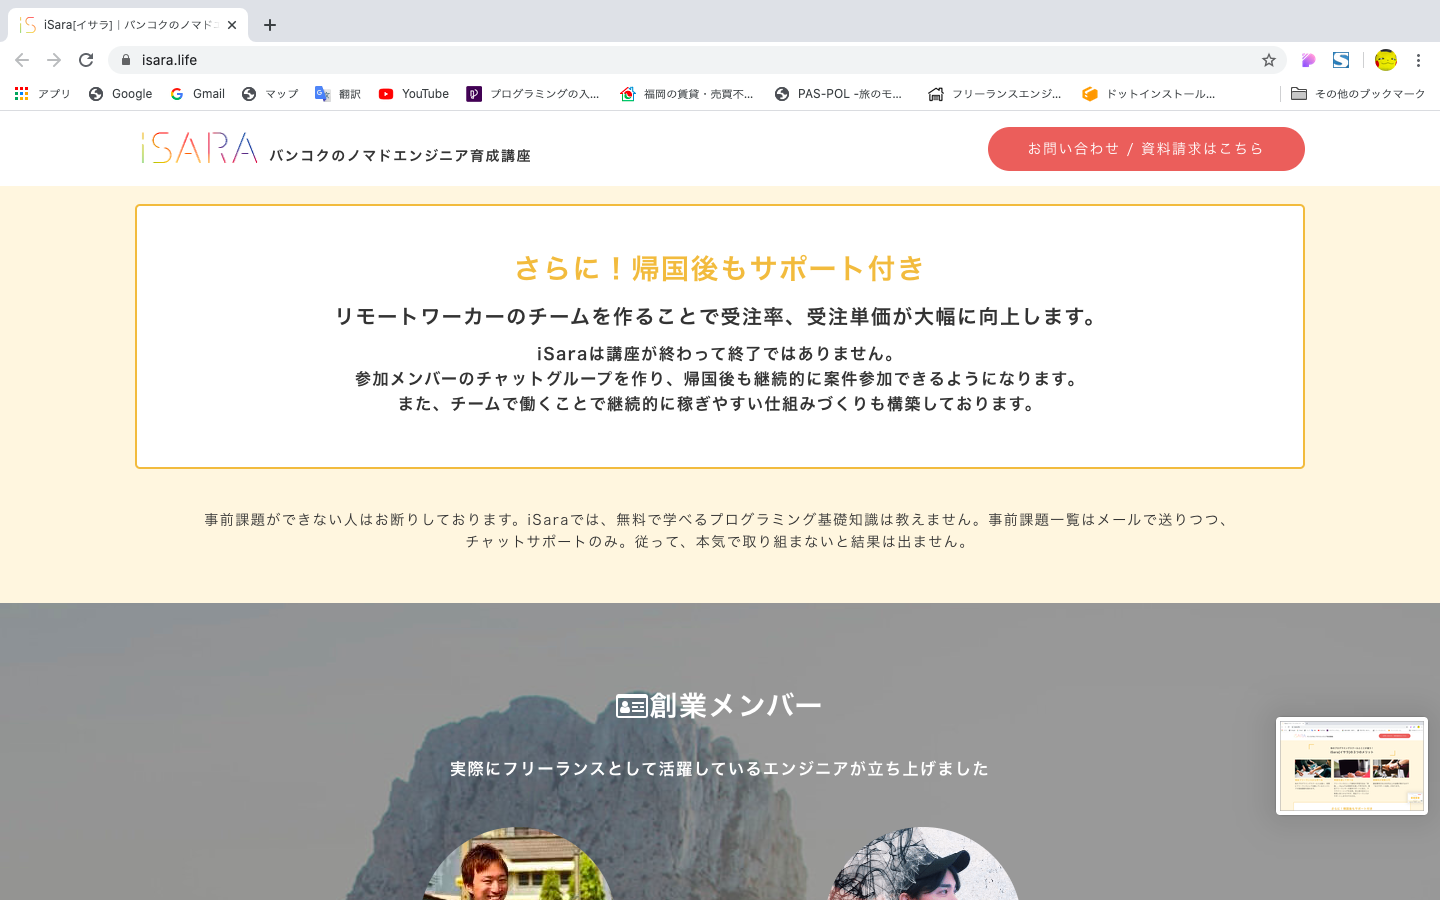 iSara[イサラ] | バンコクのノマドエ
isara.life
アプリ
Google
Gmail
マップ
翻訳
YouTube
プログラミングの入...
福岡の賃貸・売買不...
PAS-POL -旅のモ...
フリーランスエンジ...
ドットインストール...
その他のブックマーク
iSARA バンコクのノマドエンジニア育成講座
お問い合わせ / 資料請求はこちら
さらに！帰国後もサポート付き
リモートワーカーのチームを作ることで受注率、受注単価が大幅に向上します。
iSaraは講座が終わって終了ではありません。
参加メンバーのチャットグループを作り、帰国後も継続的に案件参加できるようになります。
また、チームで働くことで継続的に稼ぎやすい仕組みづくりも構築しております。
事前課題ができない人はお断りしております。iSaraでは、無料で学べるプログラミング基礎知識は教えません。事前課題一覧はメールで送りつつ、
チャットサポートのみ。従って、本気で取り組まないと結果は出ません。
創業メンバー
実際にフリーランスとして活躍しているエンジニアが立ち上げました